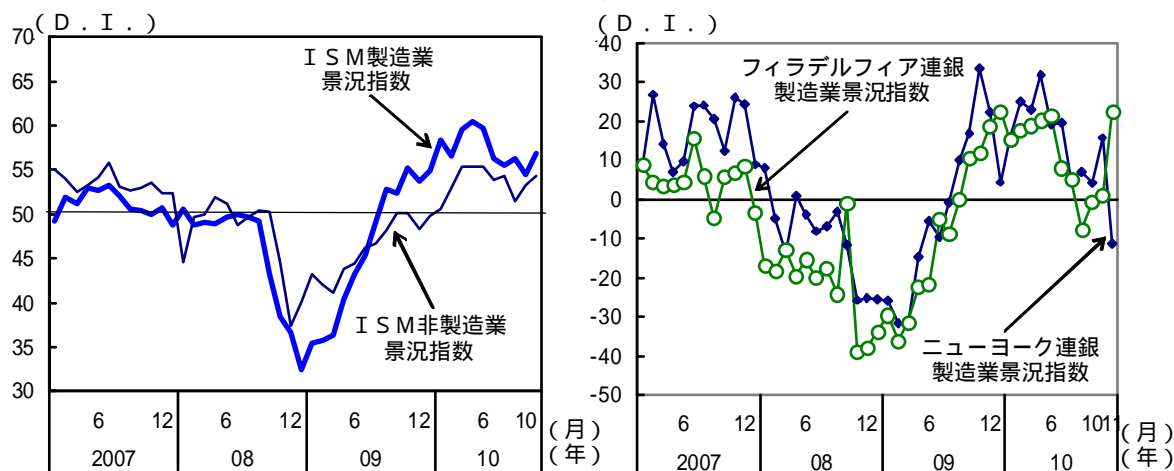 （Ｄ．Ｉ．）
70
65
60
55
50
45
40
35
30
ＩＳＭ製造業
景況指数
ＩＳＭ非製造業
景況指数
6 12 6 12 6 12 6 10
（月）
2007 08 09 10
（年）
（Ｄ．Ｉ．）
40
30
20
10
0
-10
-20
-30
-40
-50
フィラデルフィア連銀
製造業景況指数
ニューヨーク連銀
製造業景況指数
6 12 6 12 6 12 6 10 11
（月）
2007 08 09 10
（年）